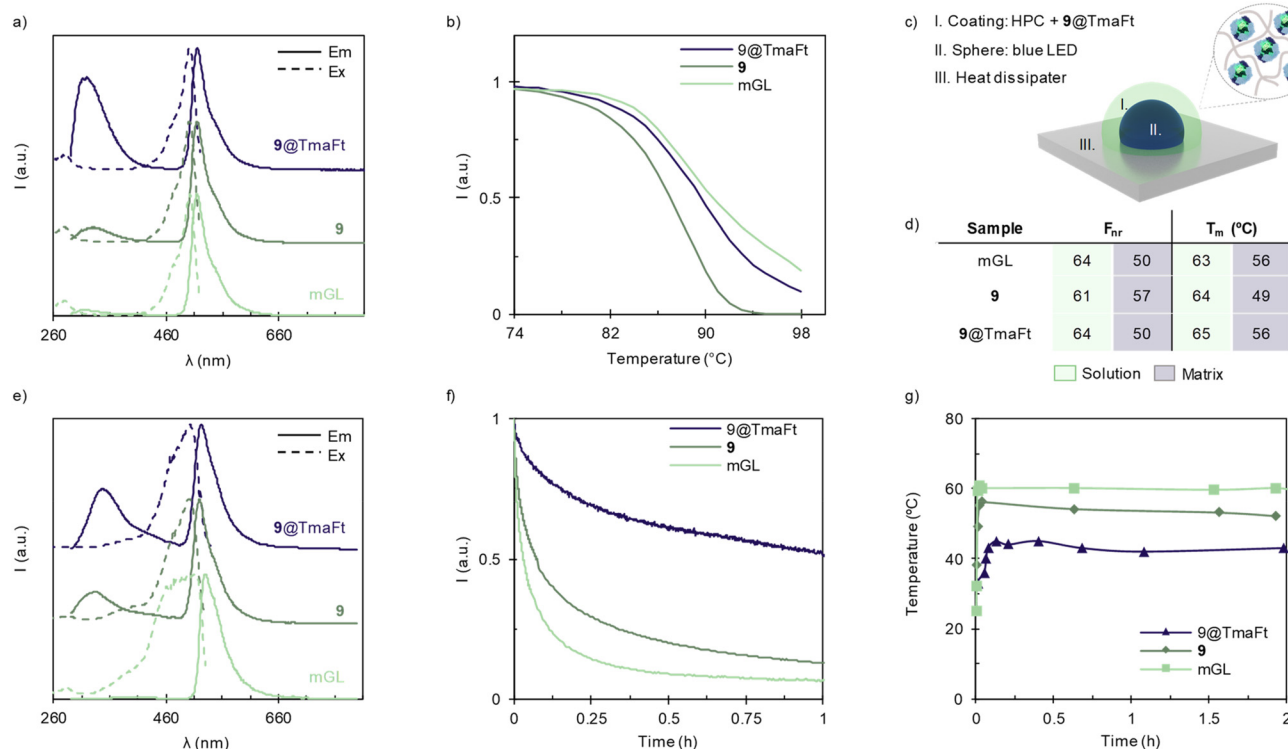 a)
I (a.u.)
Em
Ex
9@TmaFt
9
mGL
260
460
660
λ (nm)
b)
I (a.u.)
1
0.5
0
9@TmaFt
9
mGL
74
82
90
98
Temperature (°C)
c)
I. Coating: HPC + 9@TmaFt
II. Sphere: blue LED
III. Heat dissipater
I.
II.
III.
d)
Sample F_nr T_m (ºC)
mGL 64 50 63 56
9 61 57 64 49
9@TmaFt 64 50 65 56
Solution Matrix
e)
I (a.u.)
Em
Ex
9@TmaFt
9
mGL
260
460
660
λ (nm)
f)
I (a.u.)
1
0.5
0
9@TmaFt
9
mGL
0
0.25
0.5
0.75
1
Time (h)
g)
Temperature (ºC)
80
60
40
20
0
9@TmaFt
9
mGL
0
0.5
1
1.5
2
Time (h)